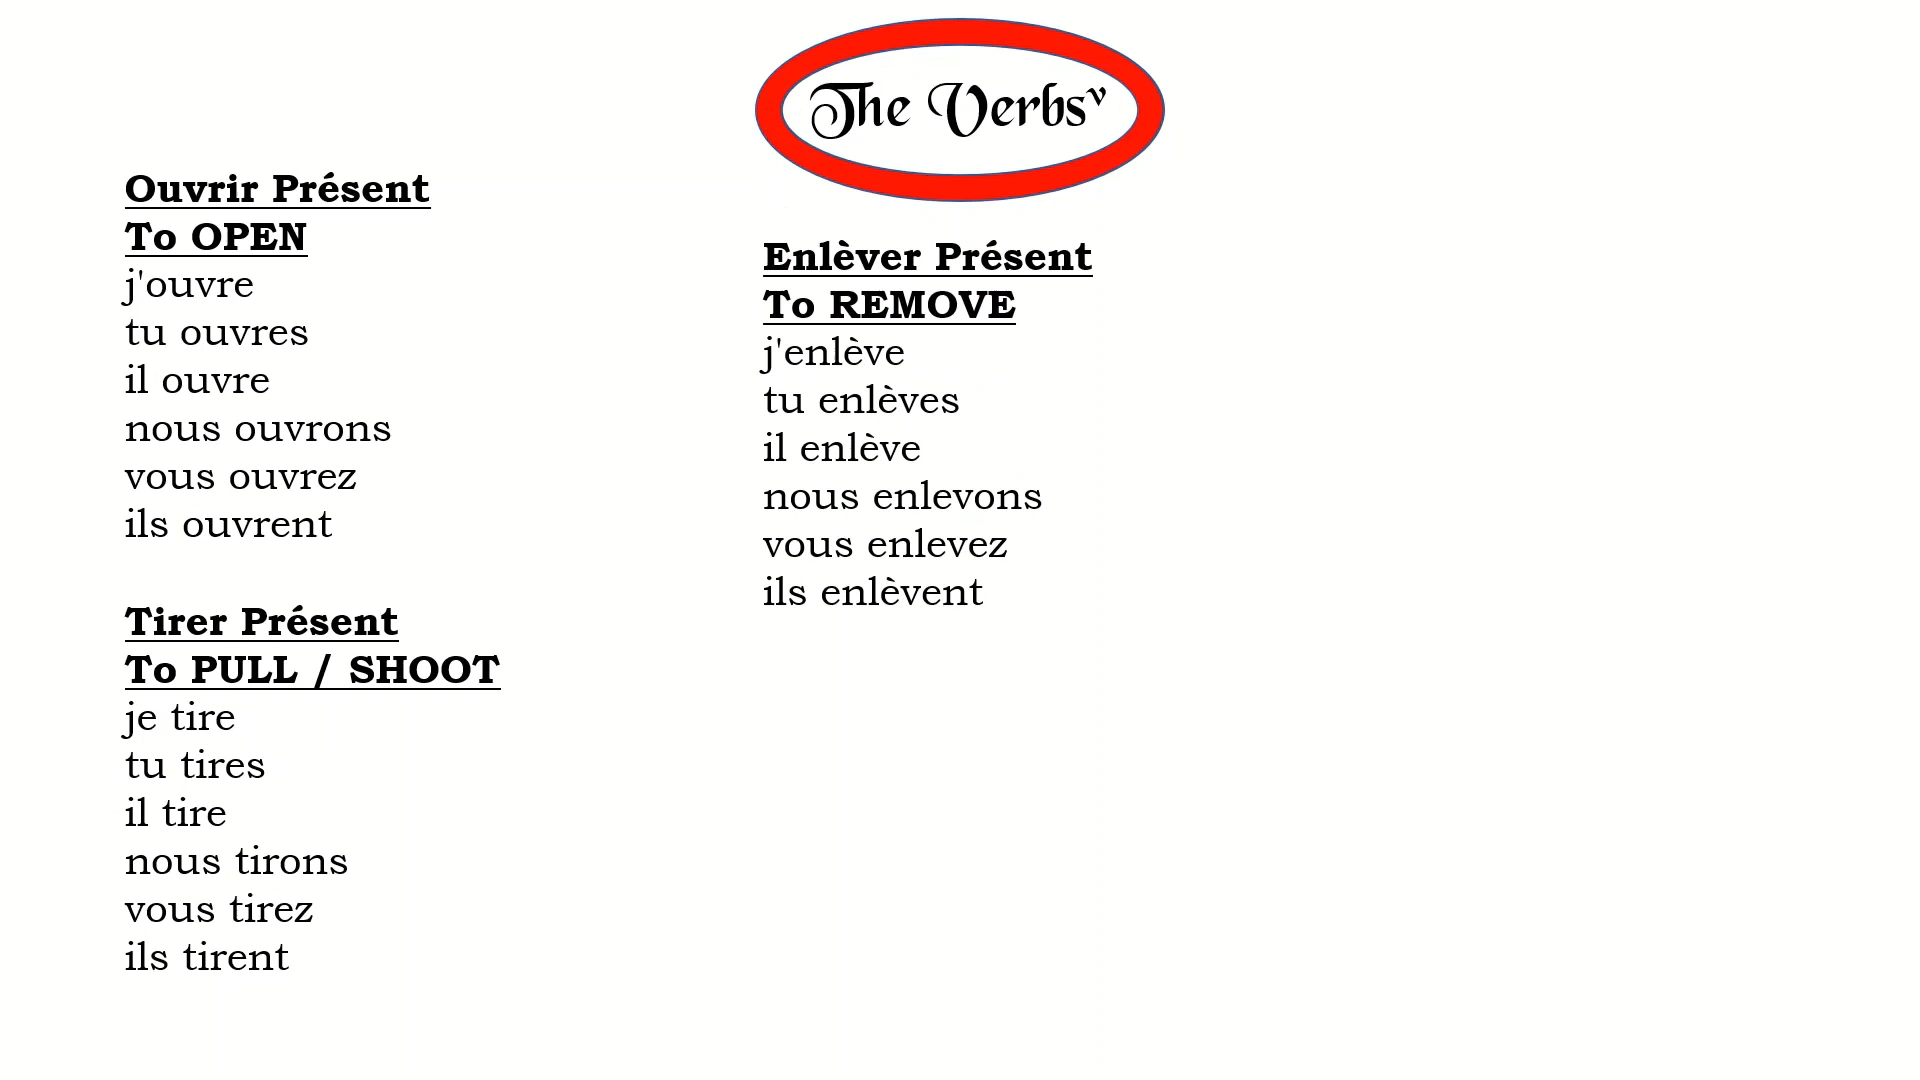 The Verbsᵛ
Ouvrir Présent
To OPEN
j'ouvre
tu ouvres
il ouvre
nous ouvrons
vous ouvrez
ils ouvrent
Tirer Présent
To PULL / SHOOT
je tire
tu tires
il tire
nous tirons
vous tirez
ils tirent
Enlèver Présent
To REMOVE
j'enlève
tu enlèves
il enlève
nous enlevons
vous enlevez
ils enlèvent